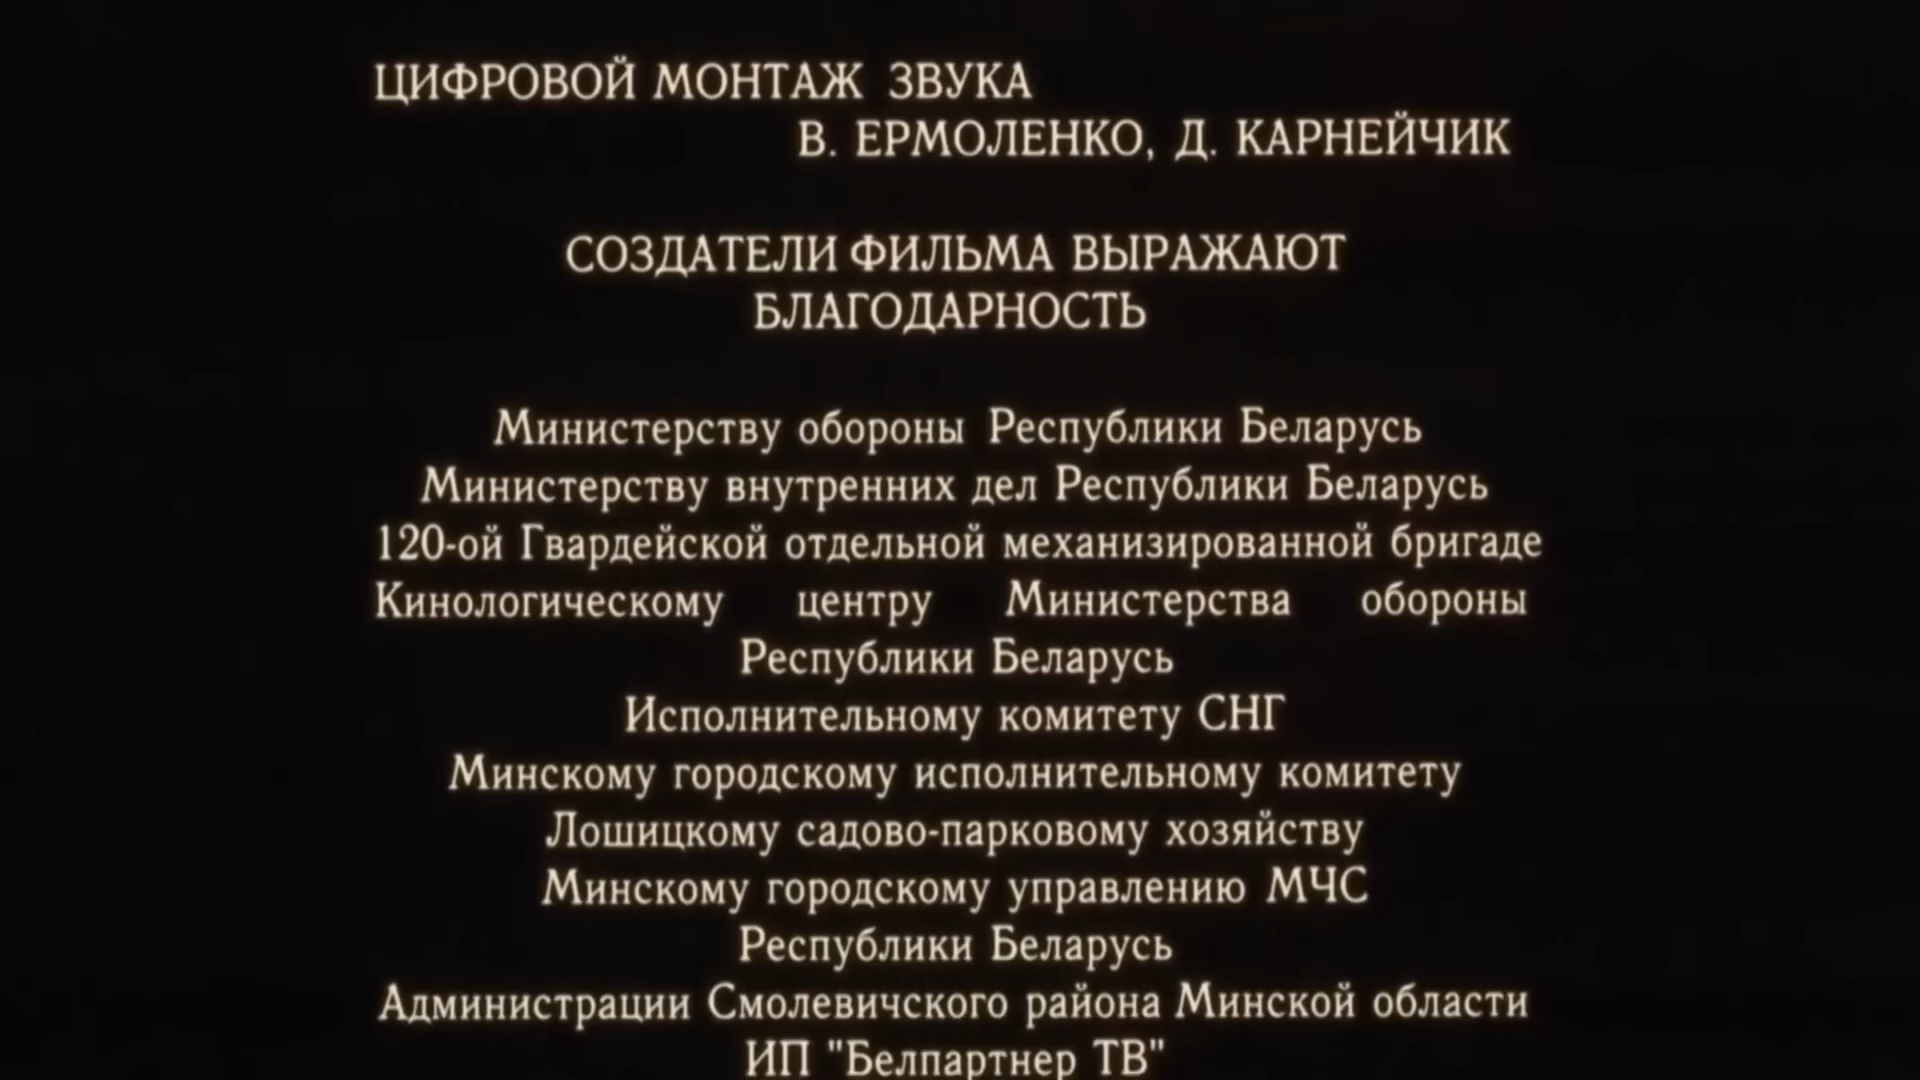 ЦИФРОВОЙ МОНТАЖ ЗВУКА
В. ЕРМОЛЕНКО, Д. КАРНЕЙЧИК
СОЗДАТЕЛИ ФИЛЬМА ВЫРАЖАЮТ
БЛАГОДАРНОСТЬ
Министерству обороны Республики Беларусь
Министерству внутренних дел Республики Беларусь
120-ой Гвардейской отдельной механизированной бригаде
Кинологическому центру Министерства обороны
Республики Беларусь
Исполнительному комитету СНГ
Минскому городскому исполнительному комитету
Лошицкому садово-парковому хозяйству
Минскому городскому управлению МЧС
Республики Беларусь
Администрации Смолевичского района Минской области
ИП "Белпартнер ТВ"